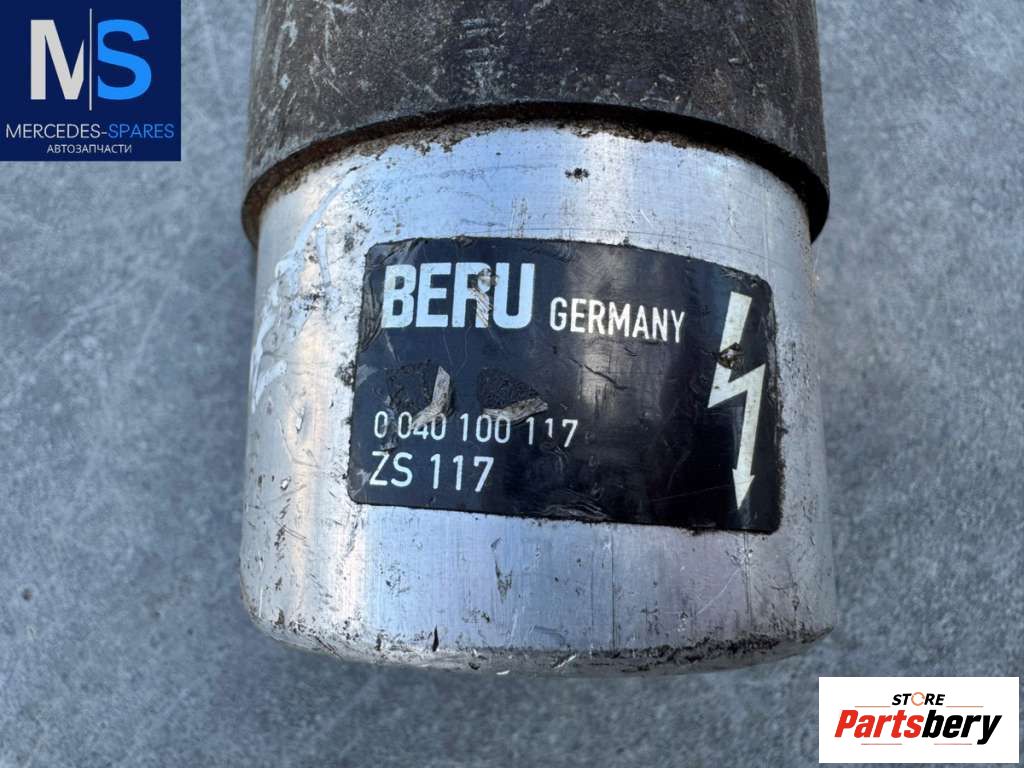 MS
MERCEDES-SPARES
АВТОЗАПЧАСТИ
BERU GERMANY
0 040 100 117
ZS 117
STORE
Partsbery